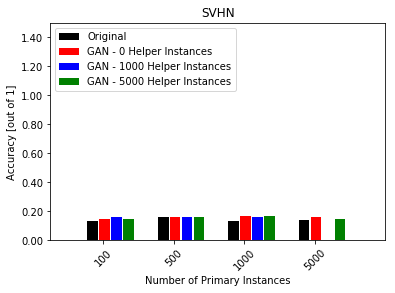 SVHN
Original
GAN - 0 Helper Instances
GAN - 1000 Helper Instances
GAN - 5000 Helper Instances
Accuracy [out of 1]
1.40
1.20
1.00
0.80
0.60
0.40
0.20
0.00
100
500
1000
5000
Number of Primary Instances